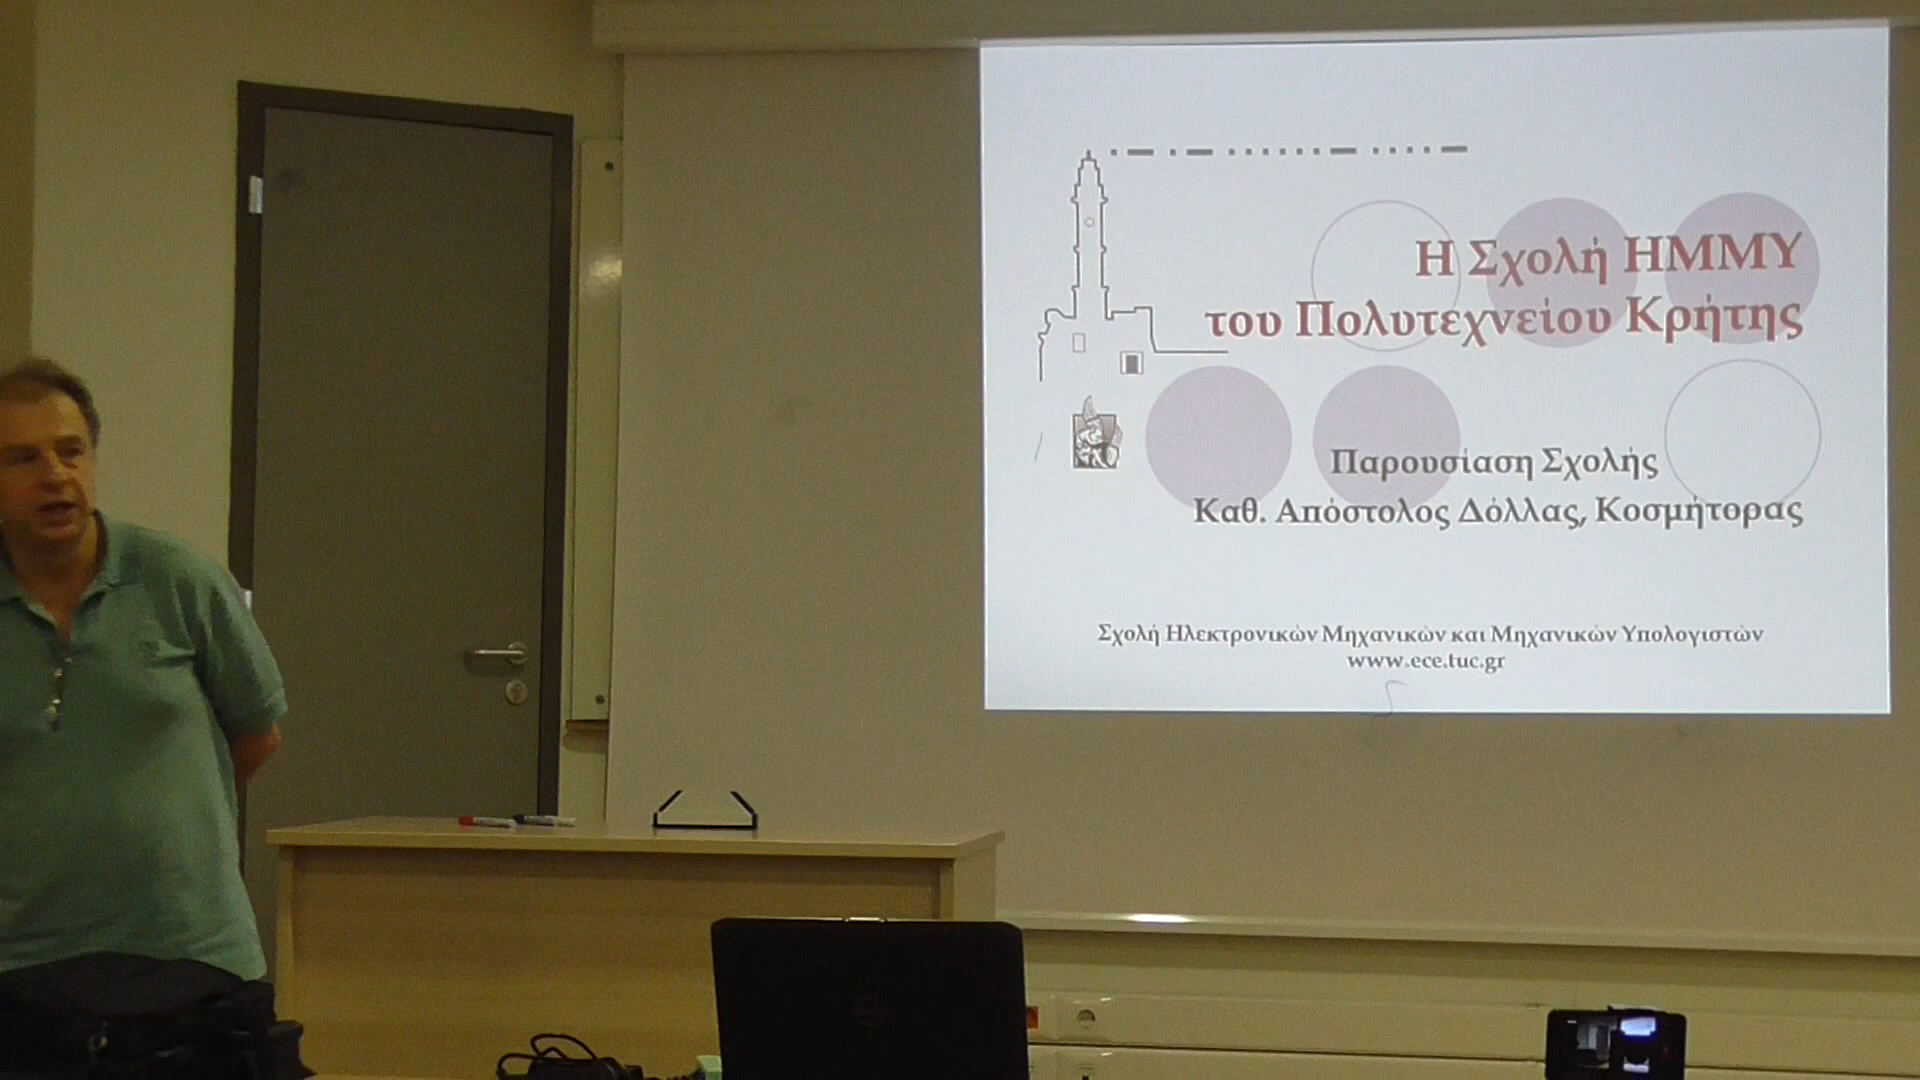 Η Σχολή ΗΜΜΥ
του Πολυτεχνείου Κρήτης
Παρουσίαση Σχολής
Καθ. Απόστολος Δόλλας, Κοσμήτορας
Σχολή Ηλεκτρονικών Μηχανικών και Μηχανικών Υπολογιστών
www.ece.tuc.gr